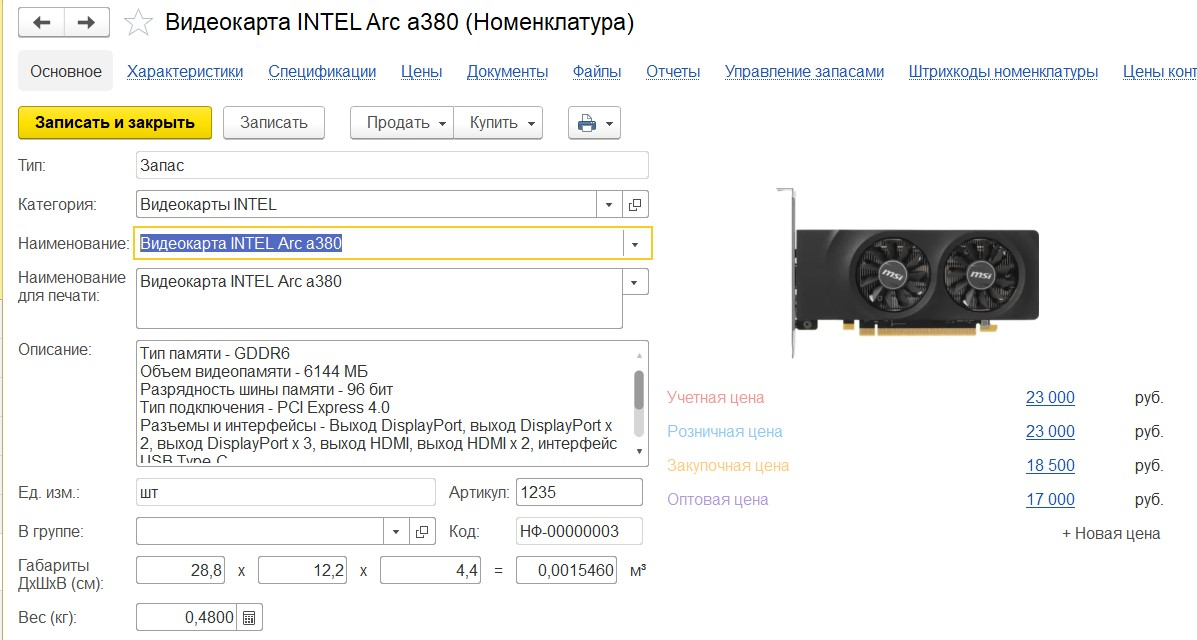 Видеокарта INTEL Arc a380 (Номенклатура)
Основное Характеристики Спецификации Цены Документы Файлы Отчеты Управление запасами Штрихкоды номенклатуры Цены конт
Записать и закрыть Записать Продать Купить
Тип: Запас
Категория: Видеокарты INTEL
Наименование: Видеокарта INTEL Arc a380
Наименование для печати: Видеокарта INTEL Arc a380
msi msi
Описание: Тип памяти - GDDR6
Объем видеопамяти - 6144 МБ
Разрядность шины памяти - 96 бит
Тип подключения - PCI Express 4.0
Разъемы и интерфейсы - Выход DisplayPort, выход DisplayPort x
2, выход DisplayPort x 3, выход HDMI, выход HDMI x 2, интерфейс
USB Type-C
Учетная цена 23 000 руб.
Розничная цена 23 000 руб.
Закупочная цена 18 500 руб.
Оптовая цена 17 000 руб.
+ Новая цена
Ед. изм.: шт Артикул: 1235
В группе: Код: НФ-00000003
Габариты ДхШхВ (см): 28,8 x 12,2 x 4,4 = 0,0015460 м³
Вес (кг): 0,4800